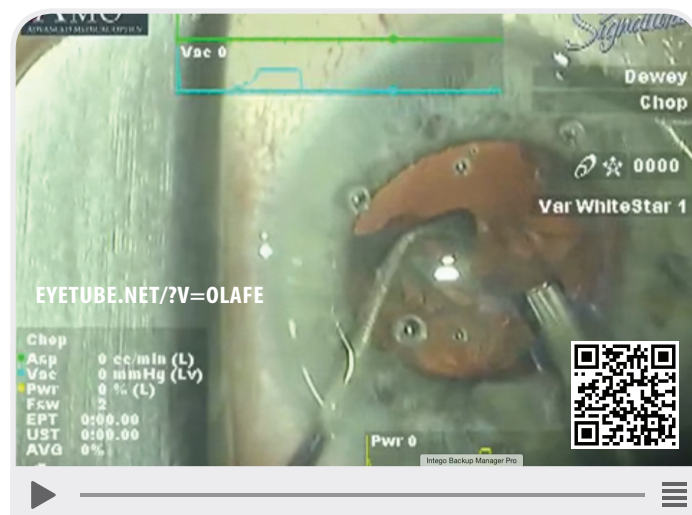 AMO
ADVANCED MEDICAL OPTICS
Signature
Vac 0
Dewey
Chop
0000
Var WhiteStar 1
EYETUBE.NET/?V=OLAFE
Chop
Asp 0 cc/min (L)
Vac 0 mmHg (Lv)
Pwr 0 % (L)
Fsw 2
EPT 0:00.00
UST 0:00.00
AVG 0%
Pwr 0
Intego Backup Manager Pro